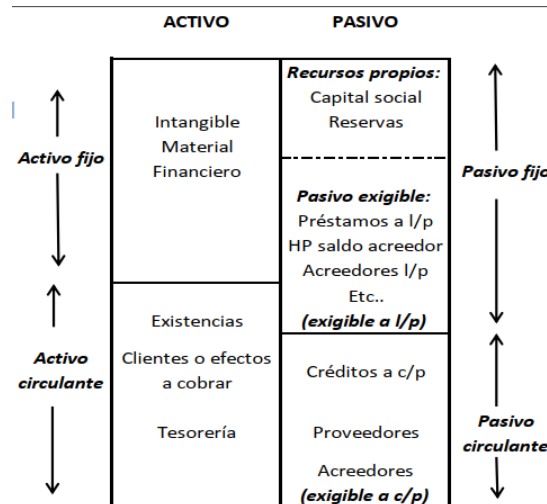 ACTIVO
PASIVO
Activo fijo
Intangible
Material
Financiero
Recursos propios:
Capital social
Reservas
Pasivo exigible:
Préstamos a l/p
HP saldo acreedor
Acreedores l/p
Etc..
(exigible a l/p)
Pasivo fijo
Activo
circulante
Existencias
Clientes o efectos
a cobrar
Tesorería
Créditos a c/p
Proveedores
Acreedores
(exigible a c/p)
Pasivo
circulante